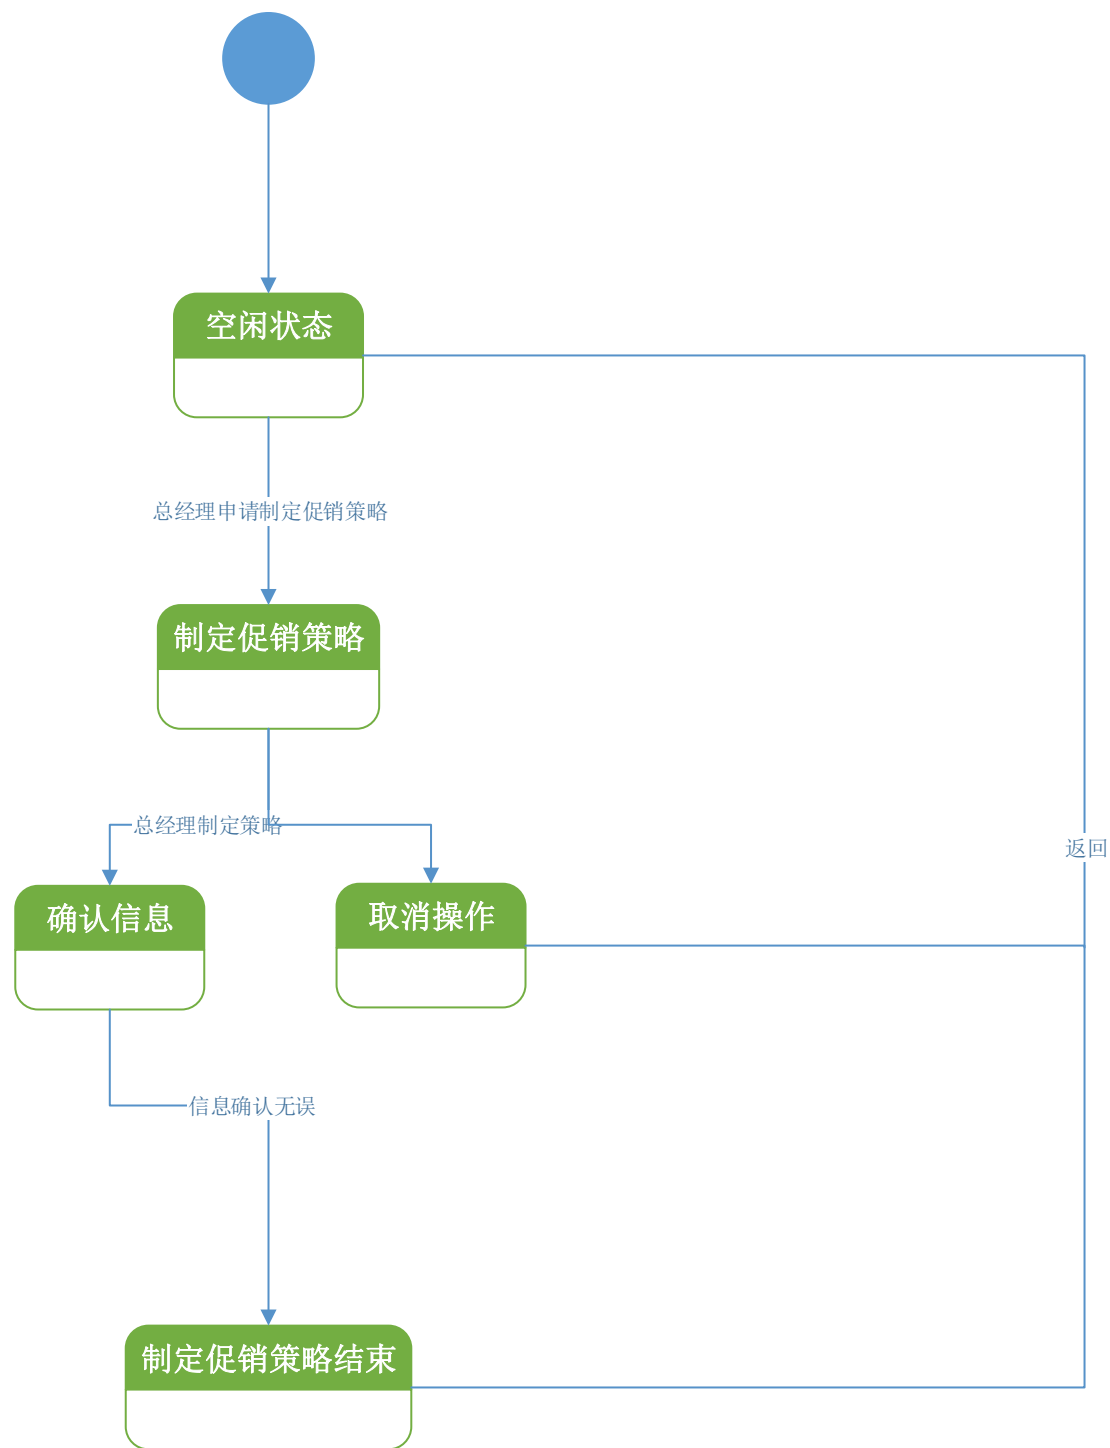 空闲状态
总经理申请制定促销策略
制定促销策略
总经理制定策略
返回
确认信息
取消操作
信息确认无误
制定促销策略结束